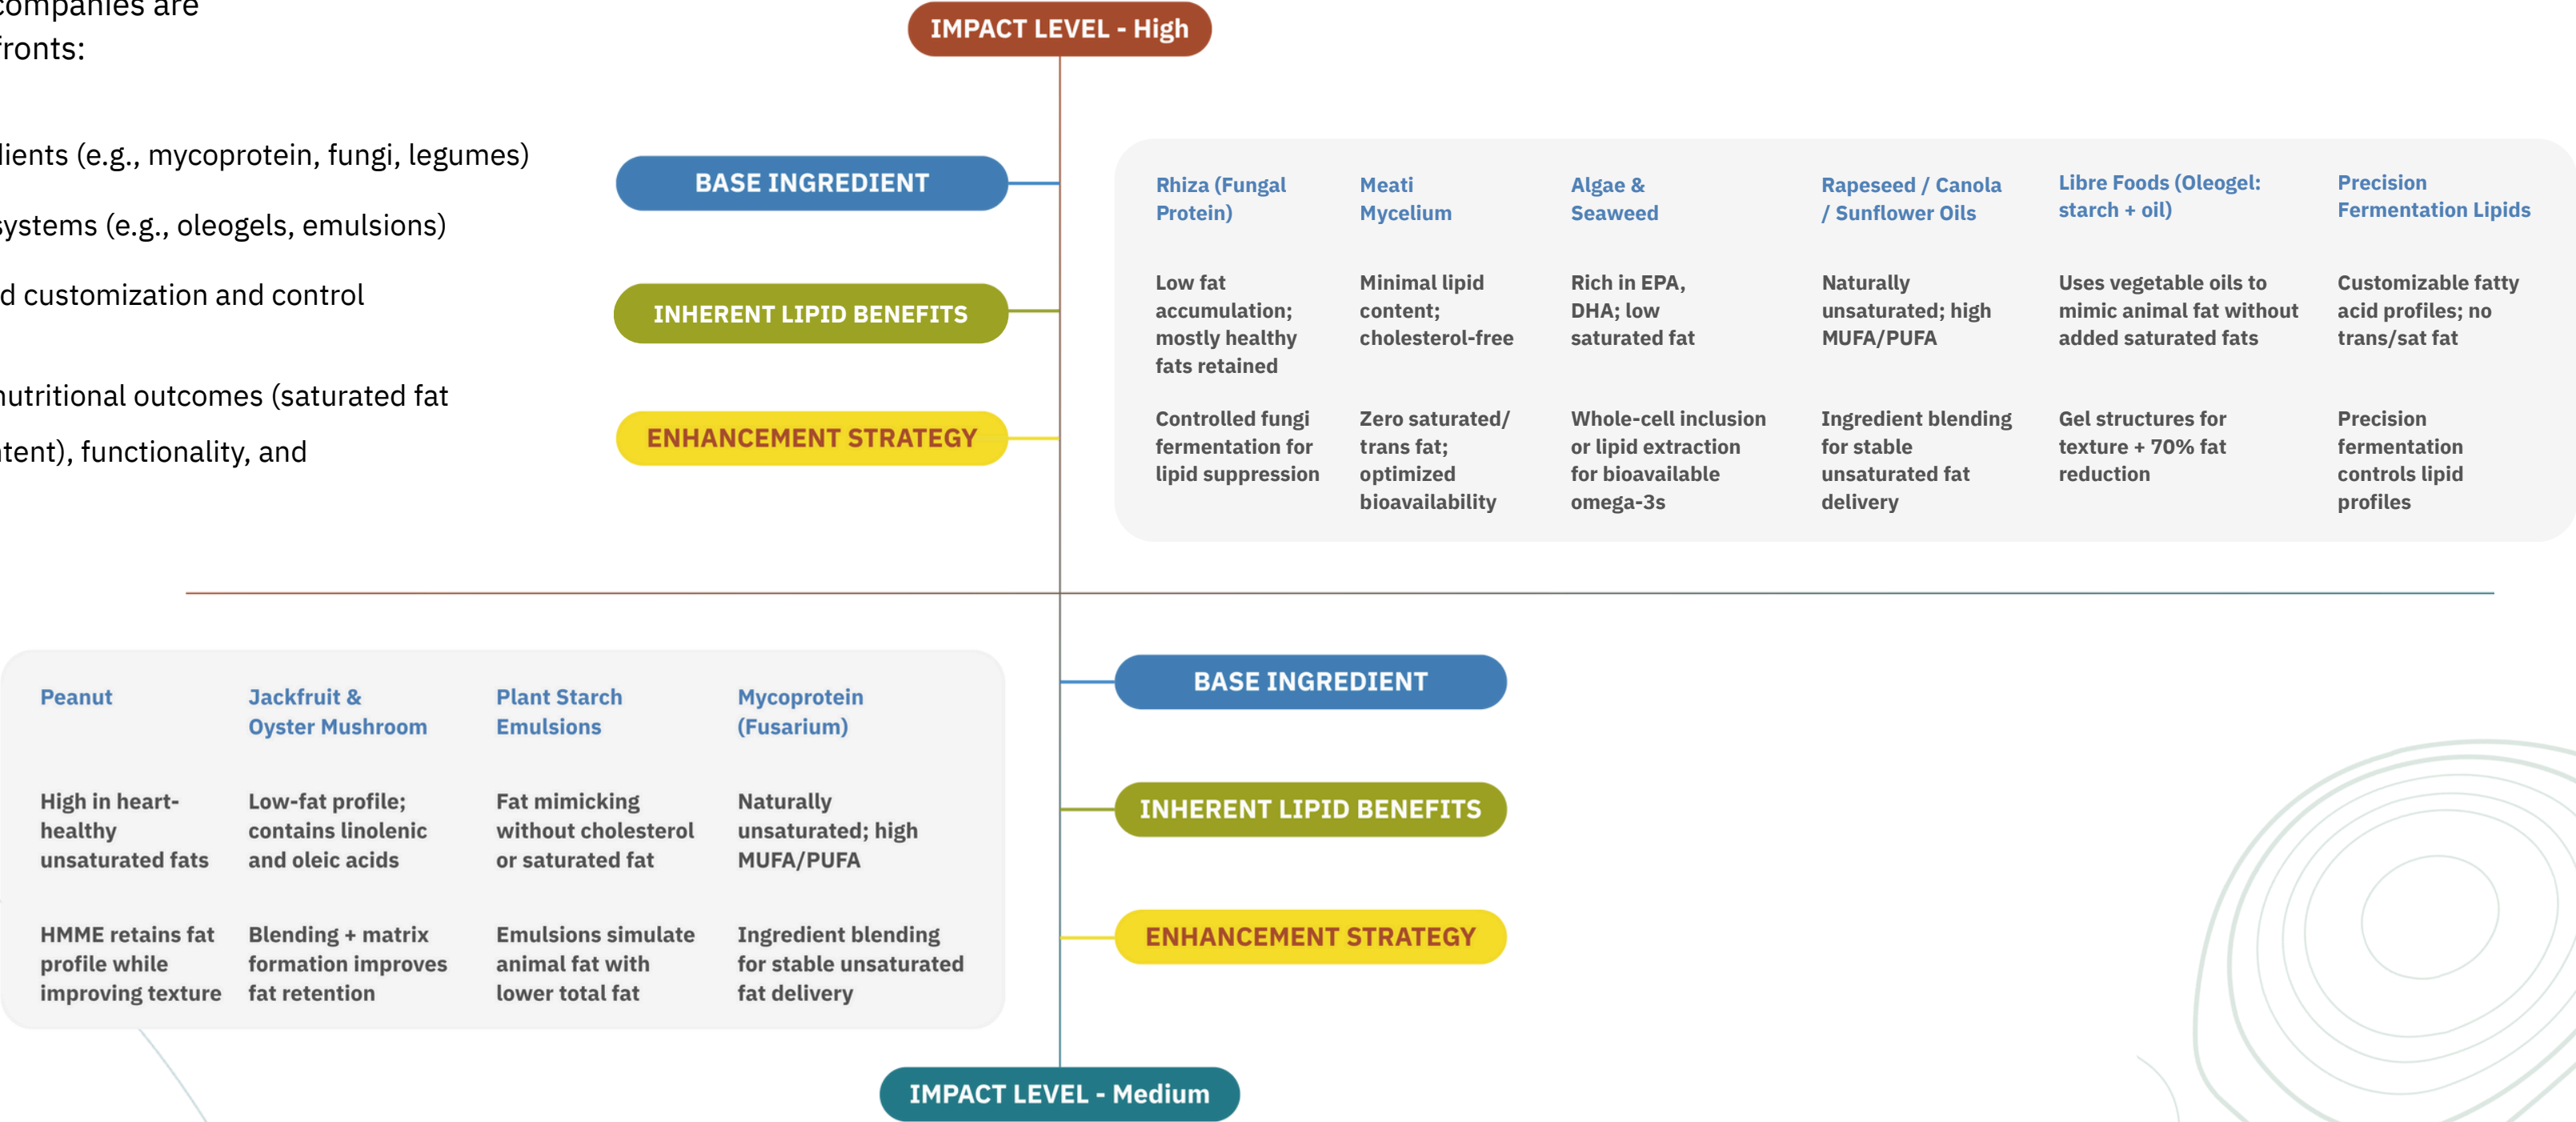 companies are
fronts:
dients (e.g., mycoprotein, fungi, legumes)
systems (e.g., oleogels, emulsions)
d customization and control
nutritional outcomes (saturated fat
ntent), functionality, and
IMPACT LEVEL - High
BASE INGREDIENT
INHERENT LIPID BENEFITS
ENHANCEMENT STRATEGY
Rhiza (Fungal
Protein)
Meati
Mycelium
Algae &
Seaweed
Rapeseed / Canola
/ Sunflower Oils
Libre Foods (Oleogel:
starch + oil)
Precision
Fermentation Lipids
Low fat
accumulation;
mostly healthy
fats retained
Minimal lipid
content;
cholesterol-free
Rich in EPA,
DHA; low
saturated fat
Naturally
unsaturated; high
MUFA/PUFA
Uses vegetable oils to
mimic animal fat without
added saturated fats
Customizable fatty
acid profiles; no
trans/sat fat
Controlled fungi
fermentation for
lipid suppression
Zero saturated/
trans fat;
optimized
bioavailability
Whole-cell inclusion
or lipid extraction
for bioavailable
omega-3s
Ingredient blending
for stable
unsaturated fat
delivery
Gel structures for
texture + 70% fat
reduction
Precision
fermentation
controls lipid
profiles
Peanut
Jackfruit &
Oyster Mushroom
Plant Starch
Emulsions
Mycoprotein
(Fusarium)
High in heart-
healthy
unsaturated fats
Low-fat profile;
contains linolenic
and oleic acids
Fat mimicking
without cholesterol
or saturated fat
Naturally
unsaturated; high
MUFA/PUFA
HMME retains fat
profile while
improving texture
Blending + matrix
formation improves
fat retention
Emulsions simulate
animal fat with
lower total fat
Ingredient blending
for stable unsaturated
fat delivery
BASE INGREDIENT
INHERENT LIPID BENEFITS
ENHANCEMENT STRATEGY
IMPACT LEVEL - Medium